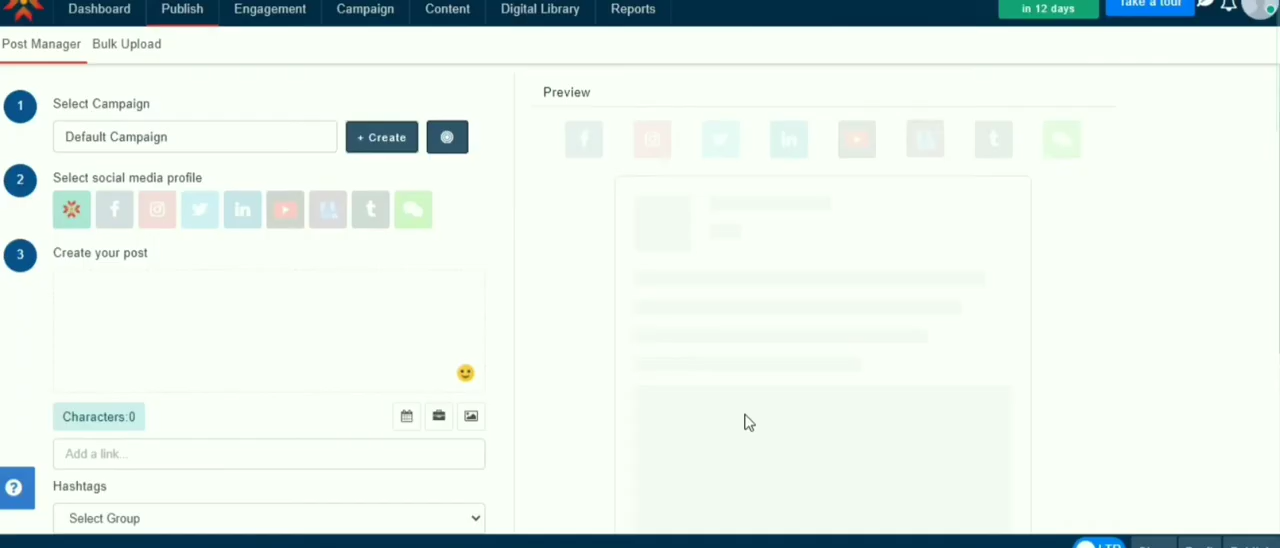 Dashboard Publish Engagement Campaign Content Digital Library Reports
in 12 days
Take a tour
Post Manager Bulk Upload
1 Select Campaign
Default Campaign
+ Create
2 Select social media profile
3 Create your post
Characters:0
Add a link...
Hashtags
Select Group
Preview
LTR